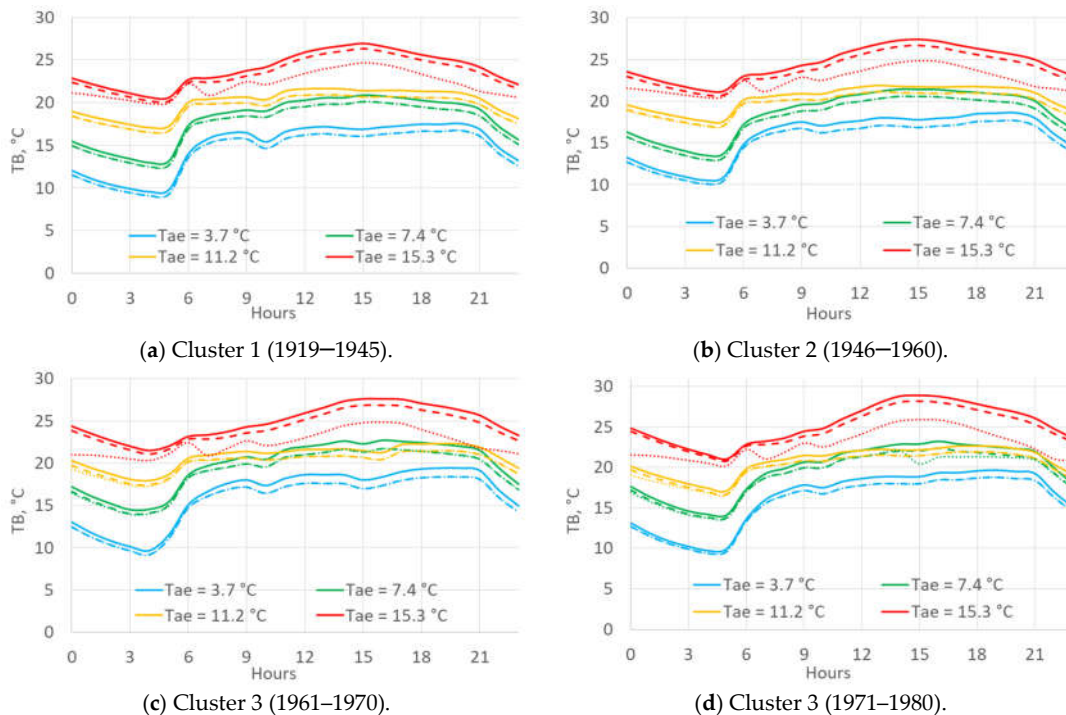 30
25
20
15
10
5
0
TB, °C
Tae = 3.7 °C Tae = 7.4 °C
Tae = 11.2 °C Tae = 15.3 °C
0 3 6 9 12 15 18 21
Hours
(a) Cluster 1 (1919–1945).
30
25
20
15
10
5
0
TB, °C
Tae = 3.7 °C Tae = 7.4 °C
Tae = 11.2 °C Tae = 15.3 °C
0 3 6 9 12 15 18 21
Hours
(b) Cluster 2 (1946–1960).
30
25
20
15
10
5
0
TB, °C
Tae = 3.7 °C Tae = 7.4 °C
Tae = 11.2 °C Tae = 15.3 °C
0 3 6 9 12 15 18 21
Hours
(c) Cluster 3 (1961–1970).
30
25
20
15
10
5
0
TB, °C
Tae = 3.7 °C Tae = 7.4 °C
Tae = 11.2 °C Tae = 15.3 °C
0 3 6 9 12 15 18 21
Hours
(d) Cluster 3 (1971–1980).